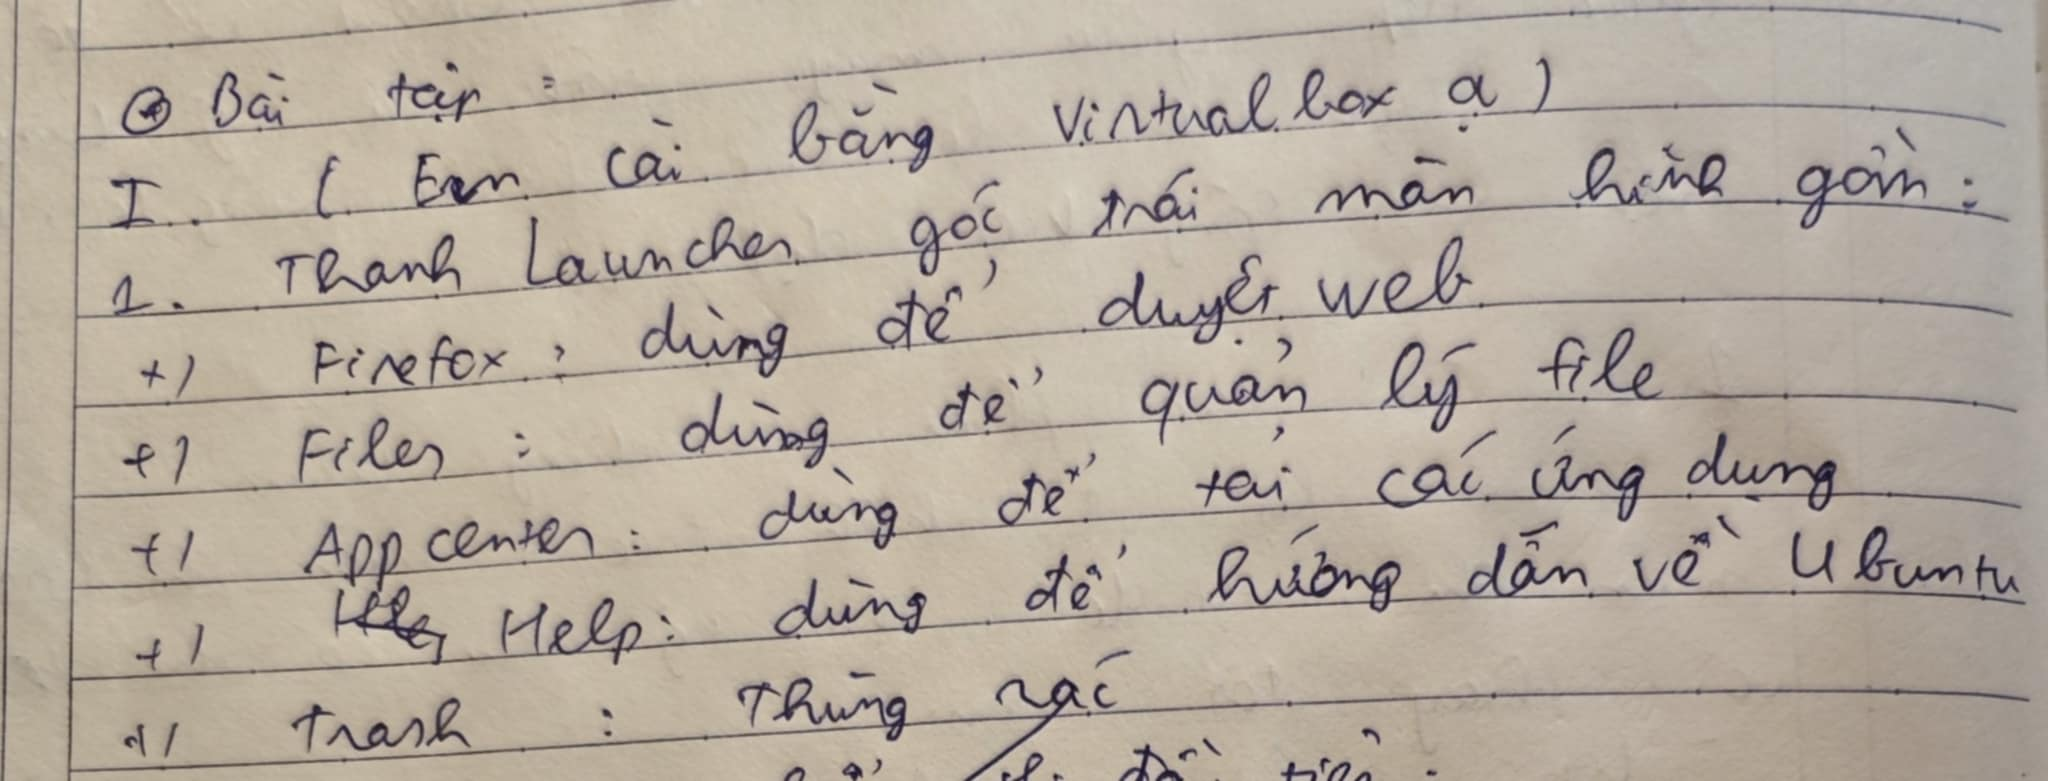 ⊕ Bài tập :
I. ( Em cài bằng Virtual box ạ )
1. Thanh Launcher góc trái màn hình gồm :
+) Firefox : dùng để duyệt web
+) Files : dùng để quản lý file
+) App center : dùng để tải các ứng dụng
+) Help : dùng để hướng dẫn về Ubuntu
+) Trash : Thùng rác